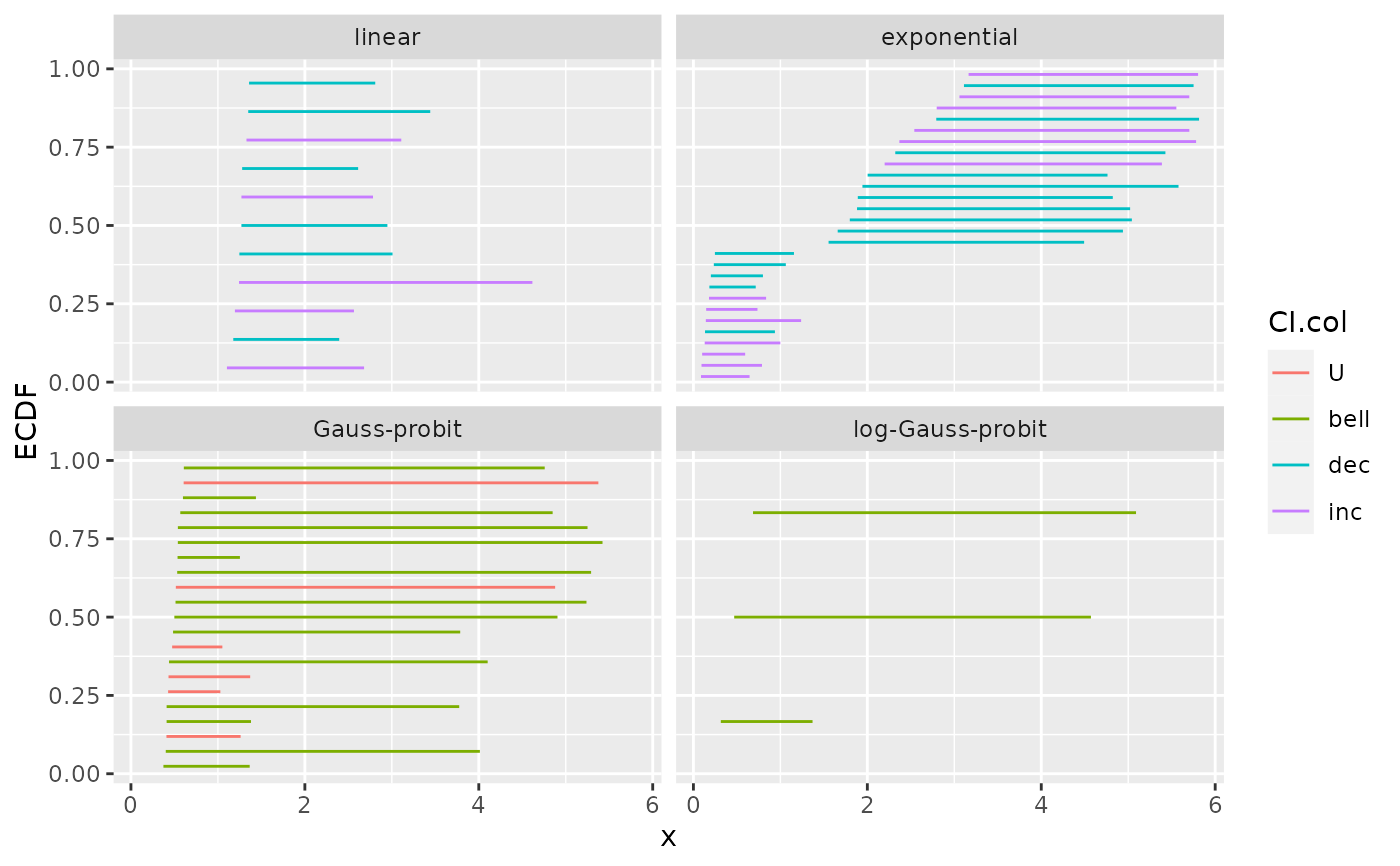 linear exponential
1.00
0.75
0.50
0.25
0.00
Gauss-probit log-Gauss-probit
1.00
0.75
0.50
0.25
0.00
0 2 4 6 0 2 4 6
x
ECDF
CI.col
U
bell
dec
inc